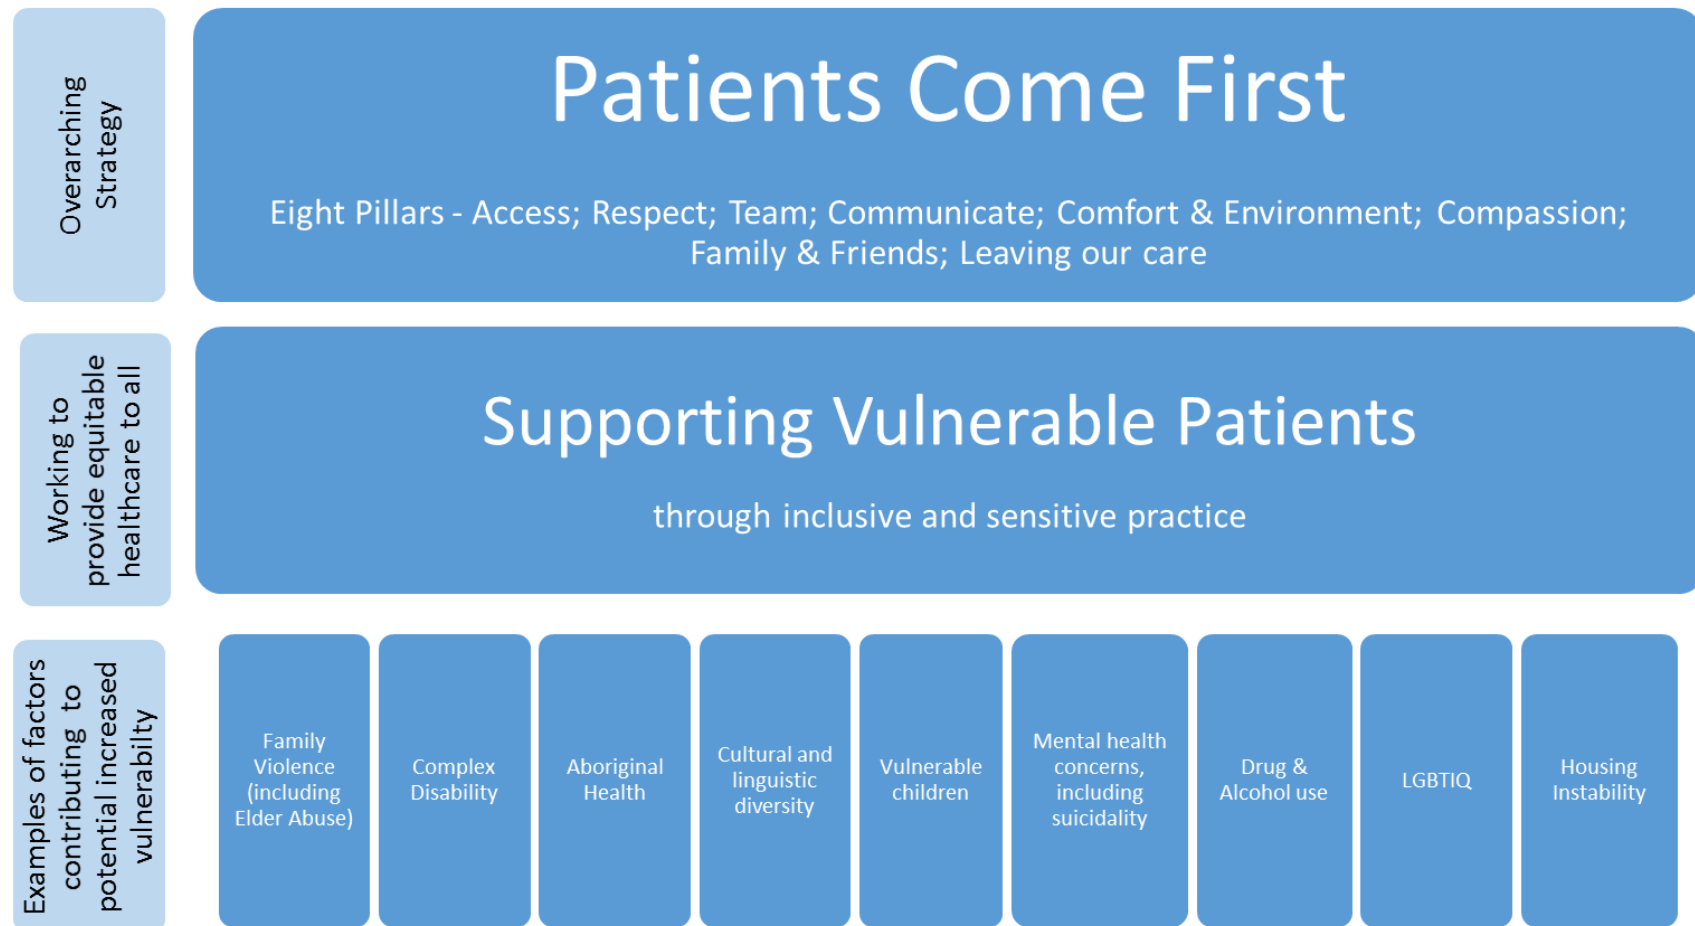 Overarching
Strategy
Patients Come First
Eight Pillars - Access; Respect; Team; Communicate; Comfort & Environment; Compassion;
Family & Friends; Leaving our care
Working to
provide equitable
healthcare to all
Supporting Vulnerable Patients
through inclusive and sensitive practice
Examples of factors
contributing to
potential increased
vulnerabilty
Family
Violence
(including
Elder Abuse)
Complex
Disability
Aboriginal
Health
Cultural and
linguistic
diversity
Vulnerable
children
Mental health
concerns,
including
suicidality
Drug &
Alcohol use
LGBTIQ
Housing
Instability